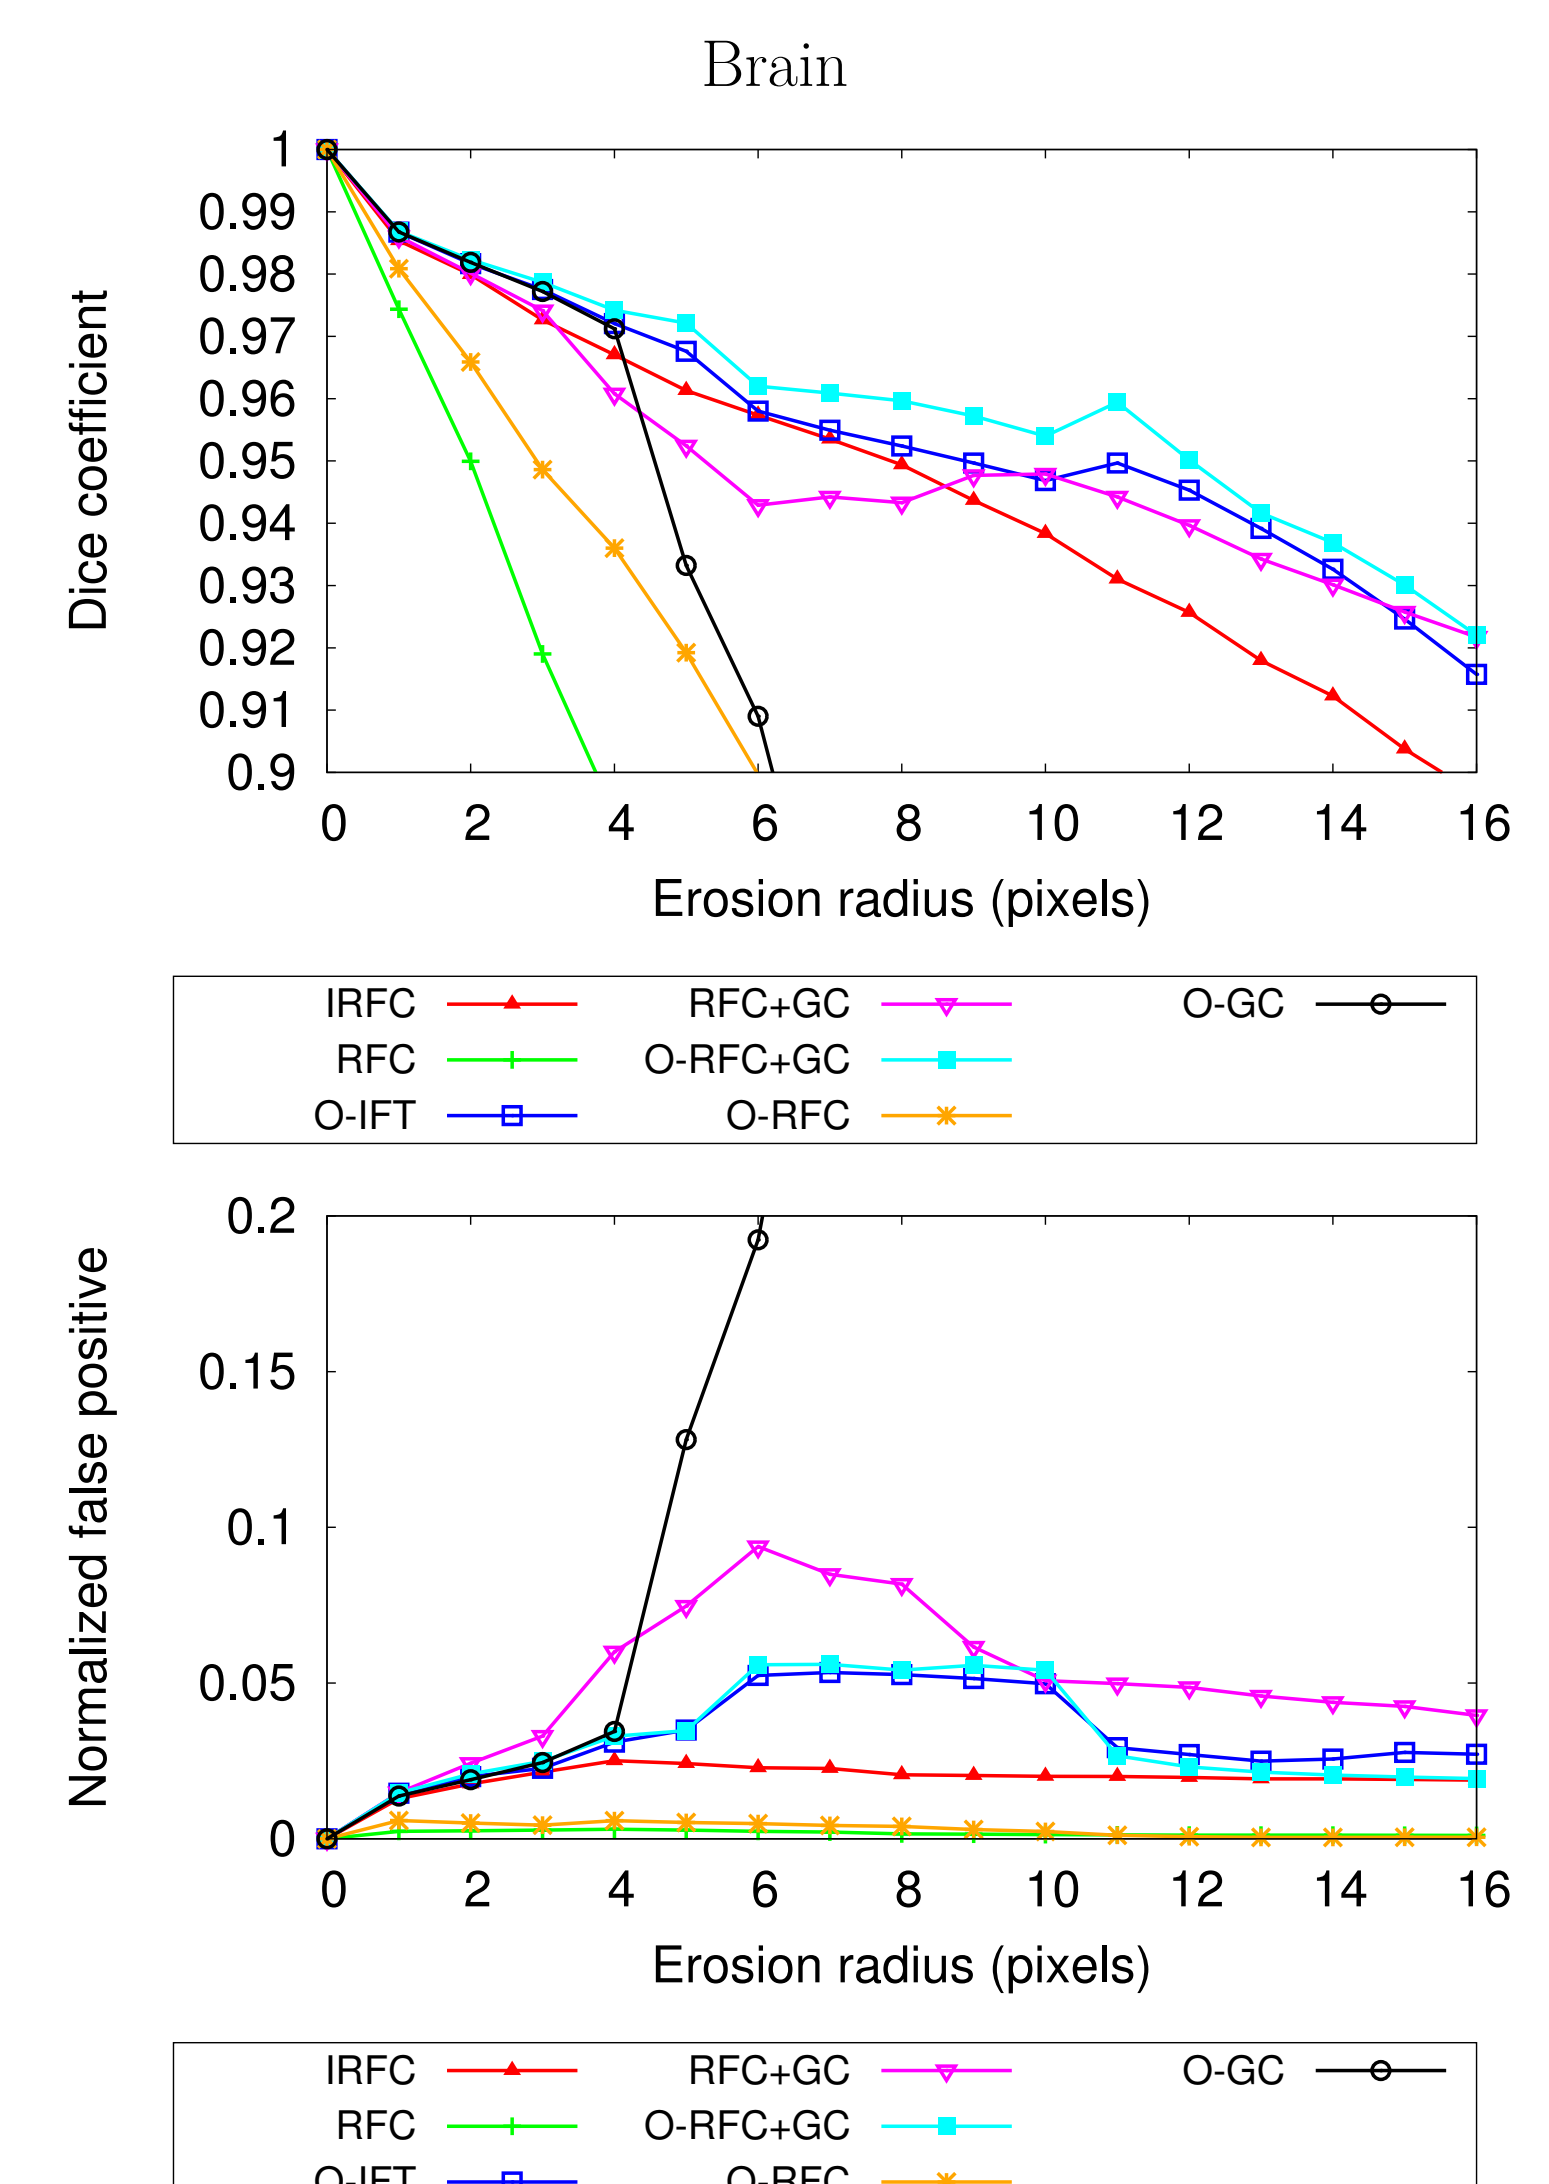 Brain
1
0.99
0.98
0.97
0.96
0.95
0.94
0.93
0.92
0.91
0.9
Dice coefficient
0 2 4 6 8 10 12 14 16
Erosion radius (pixels)
IRFC RFC+GC O-GC
RFC O-RFC+GC
O-IFT O-RFC
0.2
0.15
0.1
0.05
0
Normalized false positive
0 2 4 6 8 10 12 14 16
Erosion radius (pixels)
IRFC RFC+GC O-GC
RFC O-RFC+GC
O-IFT O-RFC